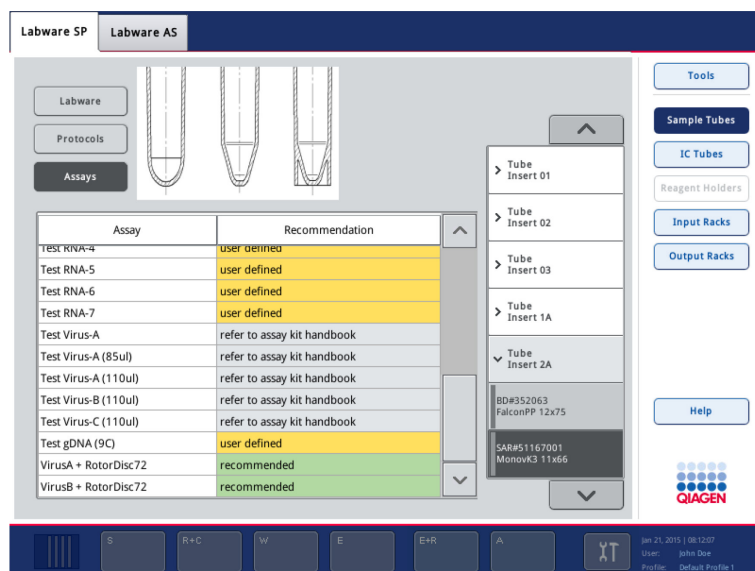 Labware SP
Labware AS
Labware
Protocols
Assays
Assay Recommendation
Test RNA-4 user defined
Test RNA-5 user defined
Test RNA-6 user defined
Test RNA-7 user defined
Test Virus-A refer to assay kit handbook
Test Virus-A (85ul) refer to assay kit handbook
Test Virus-A (110ul) refer to assay kit handbook
Test Virus-B (110ul) refer to assay kit handbook
Test Virus-C (110ul) refer to assay kit handbook
Test gDNA (9C) user defined
VirusA + RotorDisc72 recommended
VirusB + RotorDisc72 recommended
Tube
Insert 01
Tube
Insert 02
Tube
Insert 03
Tube
Insert 1A
Tube
Insert 2A
BD#352063
FalconPP 12x75
SAR#51167001
MonovK3 11x66
Tools
Sample Tubes
IC Tubes
Reagent Holders
Input Racks
Output Racks
Help
QIAGEN
S R+C W E E+R A
Jan 21, 2015 | 08:12:07
User: John Doe
Profile: Default Profile 1